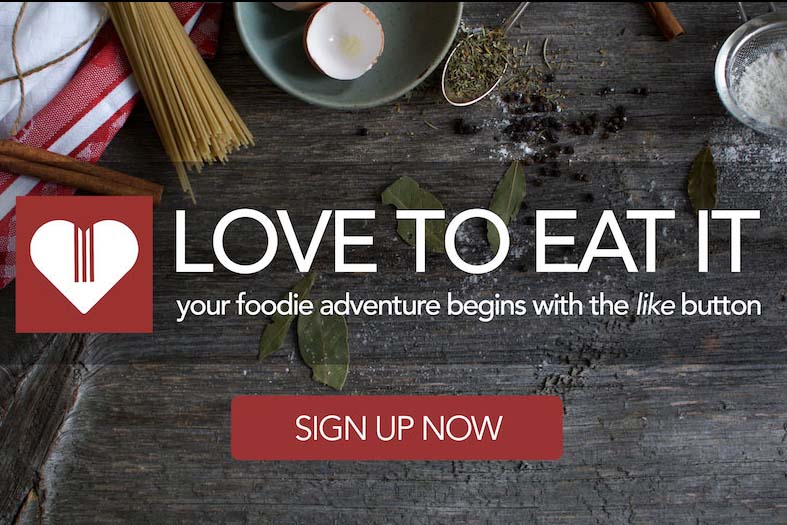 LOVE TO EAT IT
your foodie adventure begins with the like button
SIGN UP NOW